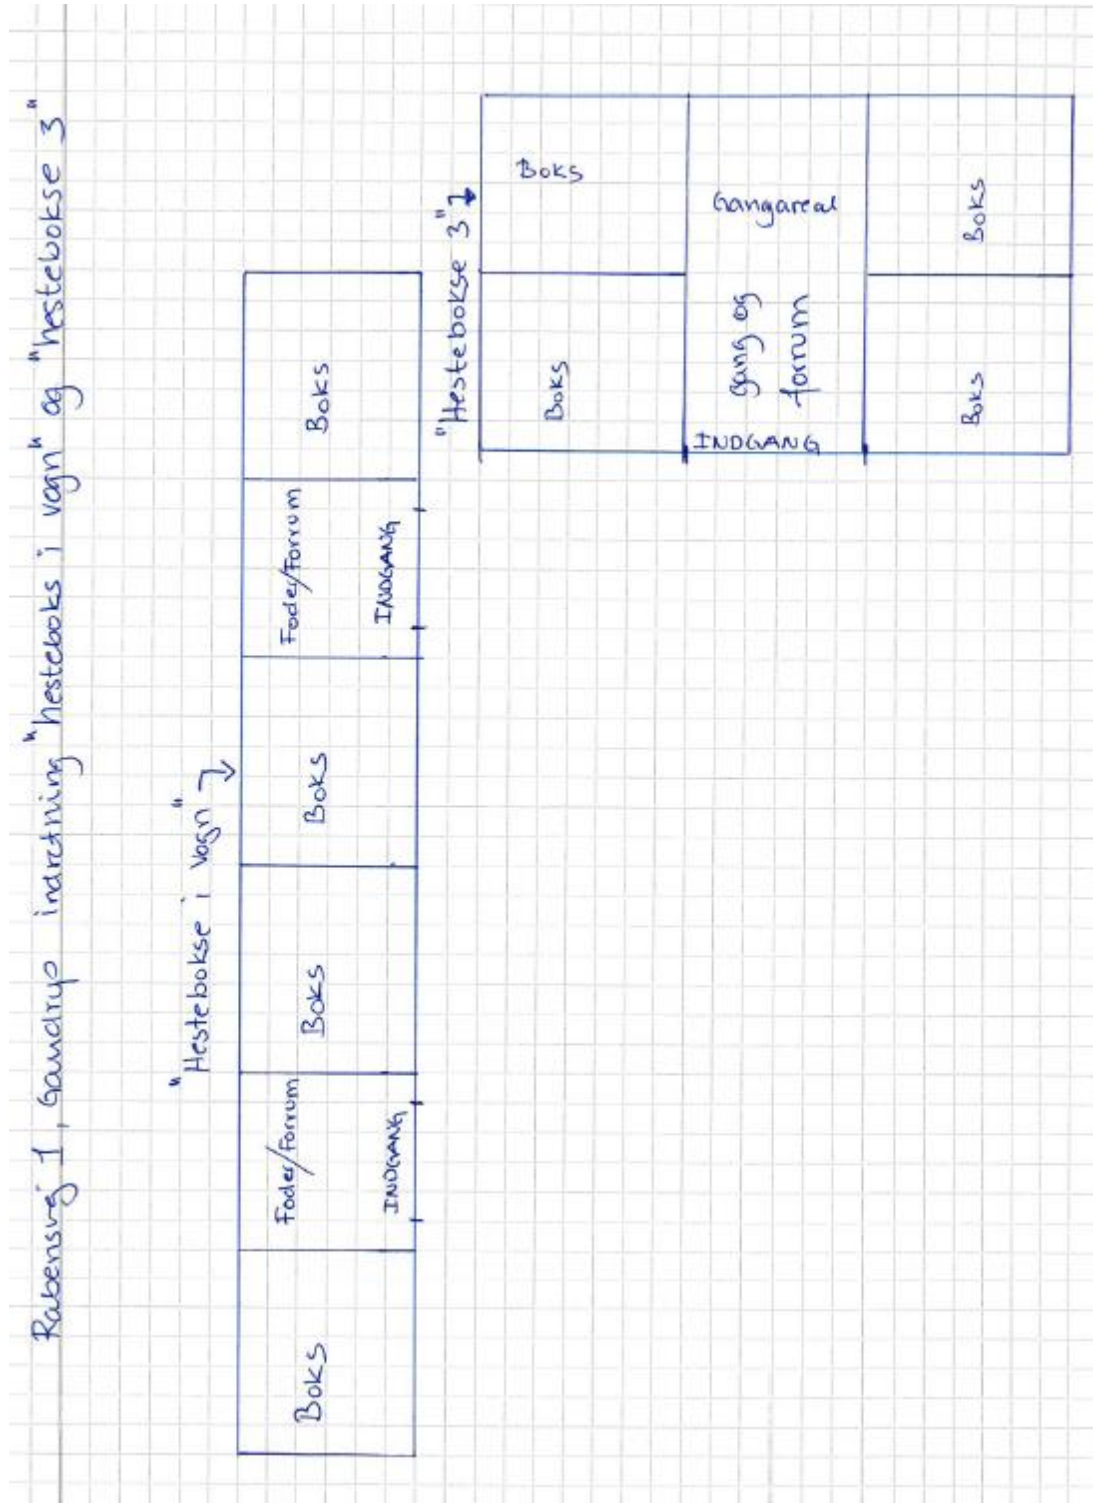 Rabensvej 1, Gandrup indretning "hesteboks i vogn" og "hestebokse 3"
"Hestebokse i vogn"
Boks
Foder/Forrum
INDGANG
Boks
Boks
Foder/Forrum
INDGANG
Boks
"Hestebokse 3"
Boks
Boks
Gangareal
gang og
forrum
INDGANG
Boks
Boks